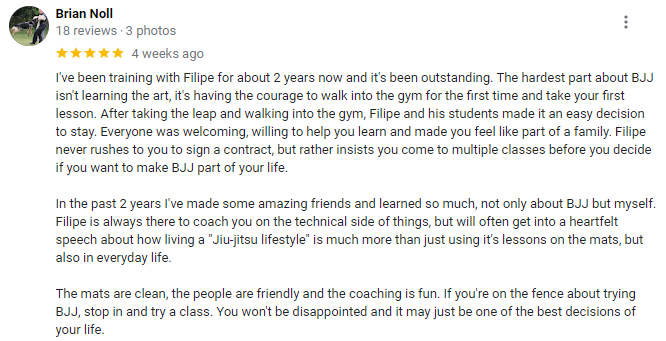 Brian Noll
18 reviews · 3 photos
4 weeks ago
I've been training with Filipe for about 2 years now and it's been outstanding. The hardest part about BJJ
isn't learning the art, it's having the courage to walk into the gym for the first time and take your first
lesson. After taking the leap and walking into the gym, Filipe and his students made it an easy decision
to stay. Everyone was welcoming, willing to help you learn and made you feel like part of a family. Filipe
never rushes to you to sign a contract, but rather insists you come to multiple classes before you decide
if you want to make BJJ part of your life.
In the past 2 years I've made some amazing friends and learned so much, not only about BJJ but myself.
Filipe is always there to coach you on the technical side of things, but will often get into a heartfelt
speech about how living a "Jiu-jitsu lifestyle" is much more than just using it's lessons on the mats, but
also in everyday life.
The mats are clean, the people are friendly and the coaching is fun. If you're on the fence about trying
BJJ, stop in and try a class. You won't be disappointed and it may just be one of the best decisions of
your life.